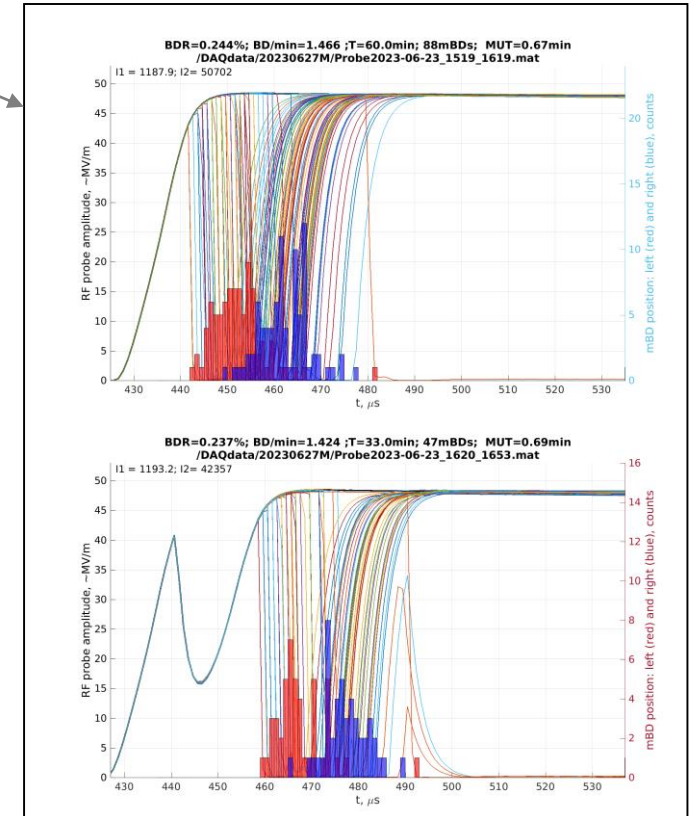 BDR=0.244%; BD/min=1.466 ;T=60.0min; 88mBDs;  MUT=0.67min
/DAQdata/20230627M/Probe2023-06-23_1519_1619.mat
I1 = 1187.9; I2= 50702
RF probe amplitude, ~MV/m
50
45
40
35
30
25
20
15
10
5
0
20
15
10
5
0
mBD position: left (red) and right (blue), counts
430 440 450 460 470 480 490 500 510 520 530
t, μs
BDR=0.237%; BD/min=1.424 ;T=33.0min; 47mBDs;  MUT=0.69min
/DAQdata/20230627M/Probe2023-06-23_1620_1653.mat
I1 = 1193.2; I2= 42357
RF probe amplitude, ~MV/m
50
45
40
35
30
25
20
15
10
5
0
16
14
12
10
8
6
4
2
0
mBD position: left (red) and right (blue), counts
430 440 450 460 470 480 490 500 510 520 530
t, μs